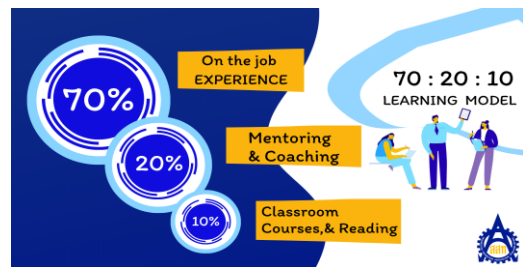 70%
On the job
EXPERIENCE
20%
Mentoring
& Coaching
10%
Classroom
Courses,& Reading
70 : 20 : 10
LEARNING MODEL